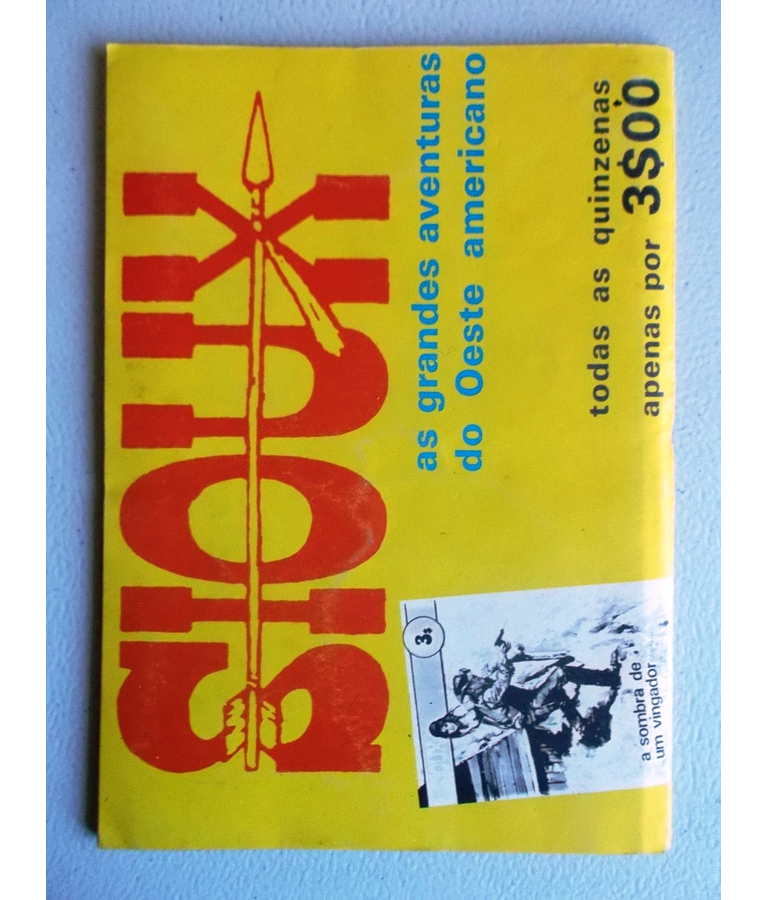 SIOUX
as grandes aventuras
do Oeste americano
todas as quinzenas
apenas por 3$00
3$
a sombra de
um vingador